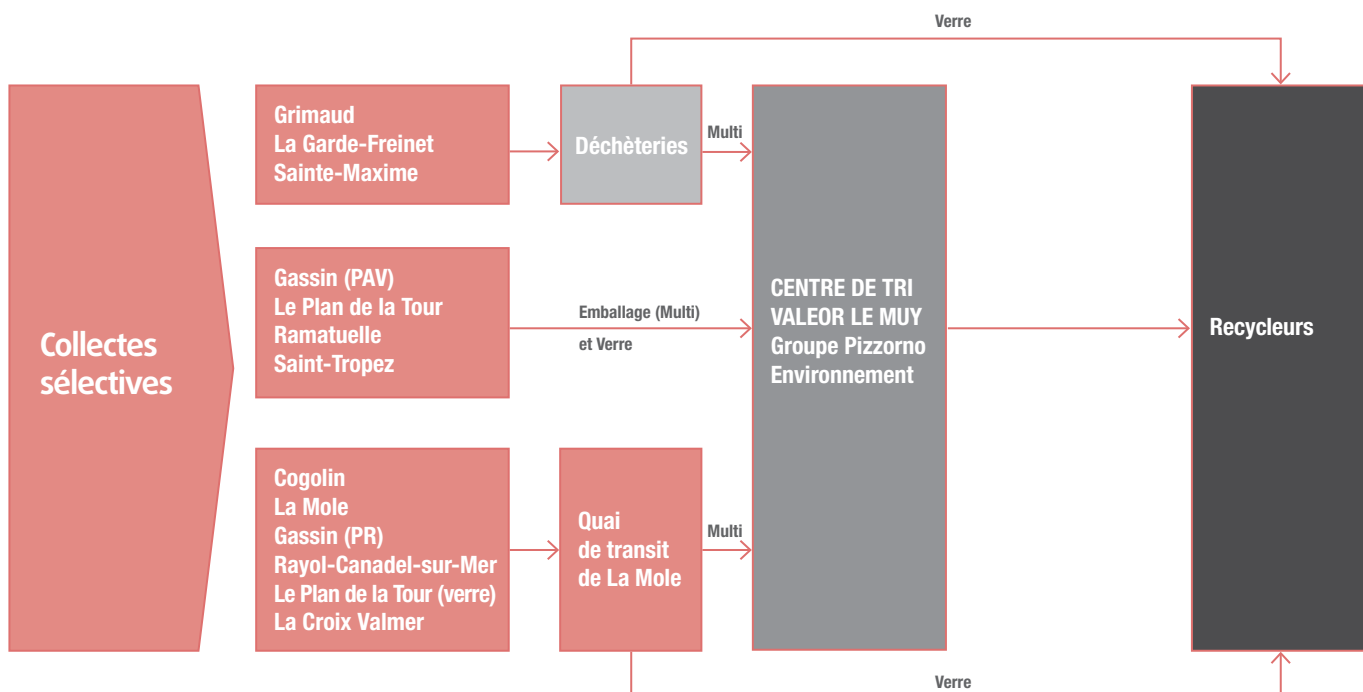 Verre
Collectes
sélectives
Grimaud
La Garde-Freinet
Sainte-Maxime
Déchèteries
Multi
Gassin (PAV)
Le Plan de la Tour
Ramatuelle
Saint-Tropez
Emballage (Multi)
et Verre
Cogolin
La Mole
Gassin (PR)
Rayol-Canadel-sur-Mer
Le Plan de la Tour (verre)
La Croix Valmer
Quai
de transit
de La Mole
Multi
CENTRE DE TRI
VALEOR LE MUY
Groupe Pizzorno
Environnement
Recycleurs
Verre